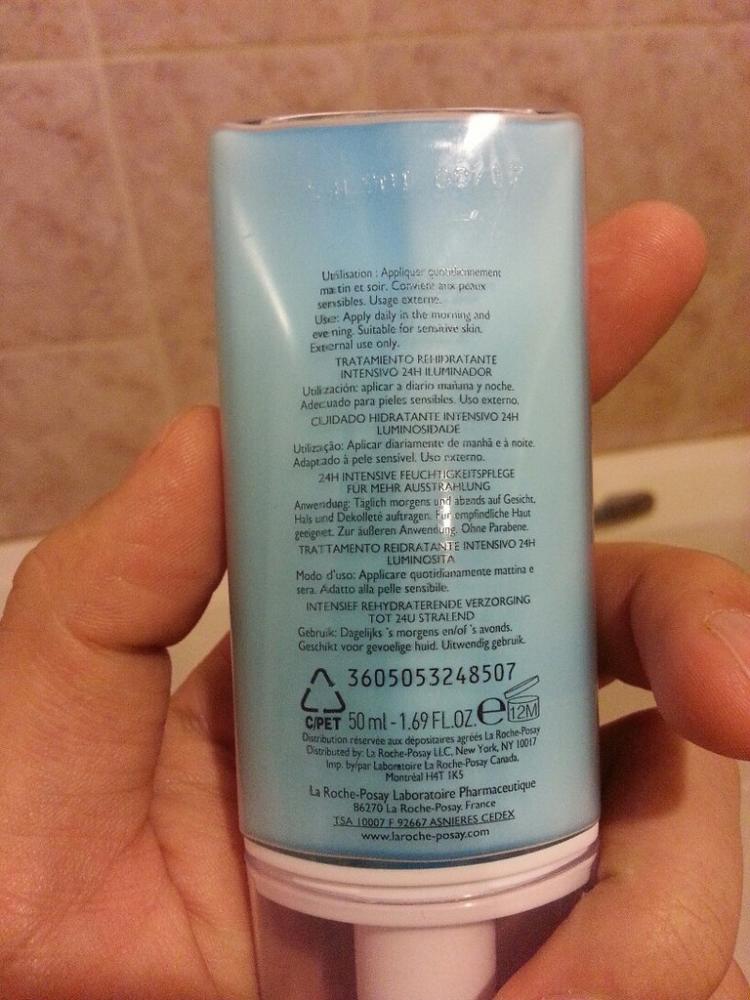 Utilisation : Appliquer quotidiennement
matin et soir. Convient aux peaux
sensibles. Usage externe.
Use: Apply daily in the morning and
evening. Suitable for sensitive skin.
External use only.
TRATAMIENTO REHIDRATANTE
INTENSIVO 24H ILUMINADOR
Utilización: aplicar a diario mañana y noche.
Adecuado para pieles sensibles. Uso externo.
CUIDADO HIDRATANTE INTENSIVO 24H
LUMINOSIDADE
Utilização: Aplicar diariamente de manhã e à noite.
Adaptado à pele sensível. Uso externo.
24H INTENSIVE FEUCHTIGKEITSPFLEGE
FÜR MEHR AUSSTRAHLUNG
Anwendung: Täglich morgens und abends auf Gesicht,
Hals und Dekolleté auftragen. Für empfindliche Haut
geeignet. Zur äußeren Anwendung. Ohne Parabene.
TRATTAMENTO REIDRATANTE INTENSIVO 24H
LUMINOSITÀ
Modo d'uso: Applicare quotidianamente mattina e
sera. Adatto alla pelle sensibile.
INTENSIEF REHYDRATERENDE VERZORGING
TOT 24U STRALEND
Gebruik: Dagelijks 's morgens en/of 's avonds.
Geschikt voor gevoelige huid. Uitwendig gebruik.
3605053248507
C/PET 50 ml - 1.69 FL.OZ. e 12M
Distribution réservée aux dépositaires agréés La Roche-Posay
Distributed by: La Roche-Posay LLC, New York, NY 10017
Imp. by/par Laboratoire La Roche-Posay Canada,
Montréal H4T 1K5
La Roche-Posay Laboratoire Pharmaceutique
86270 La Roche-Posay, France
TSA 10007 F 92667 ASNIERES CEDEX
www.laroche-posay.com